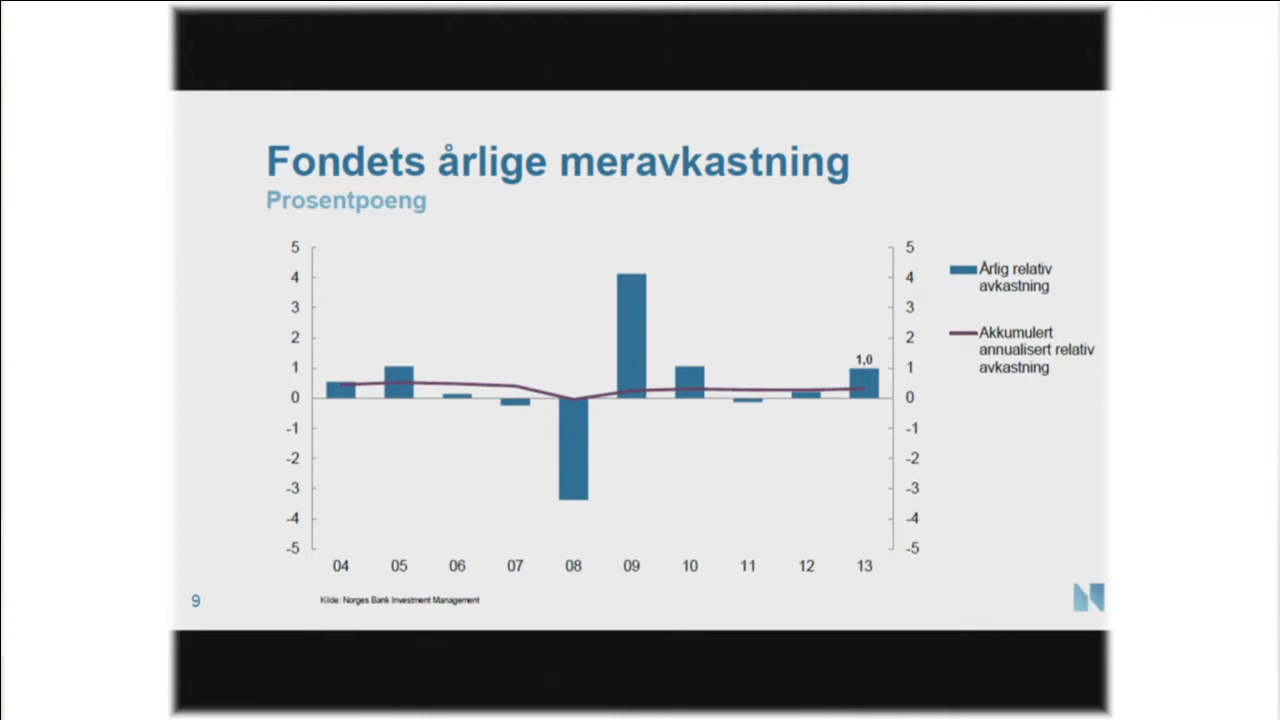 Fondets årlige meravkastning
Prosentpoeng
5
4
3
2
1
0
-1
-2
-3
-4
-5
1,0
5
4
3
2
1
0
-1
-2
-3
-4
-5
Årlig relativ
avkastning
Akkumulert
annualisert relativ
avkastning
04 05 06 07 08 09 10 11 12 13
9
Kilde: Norges Bank Investment Management